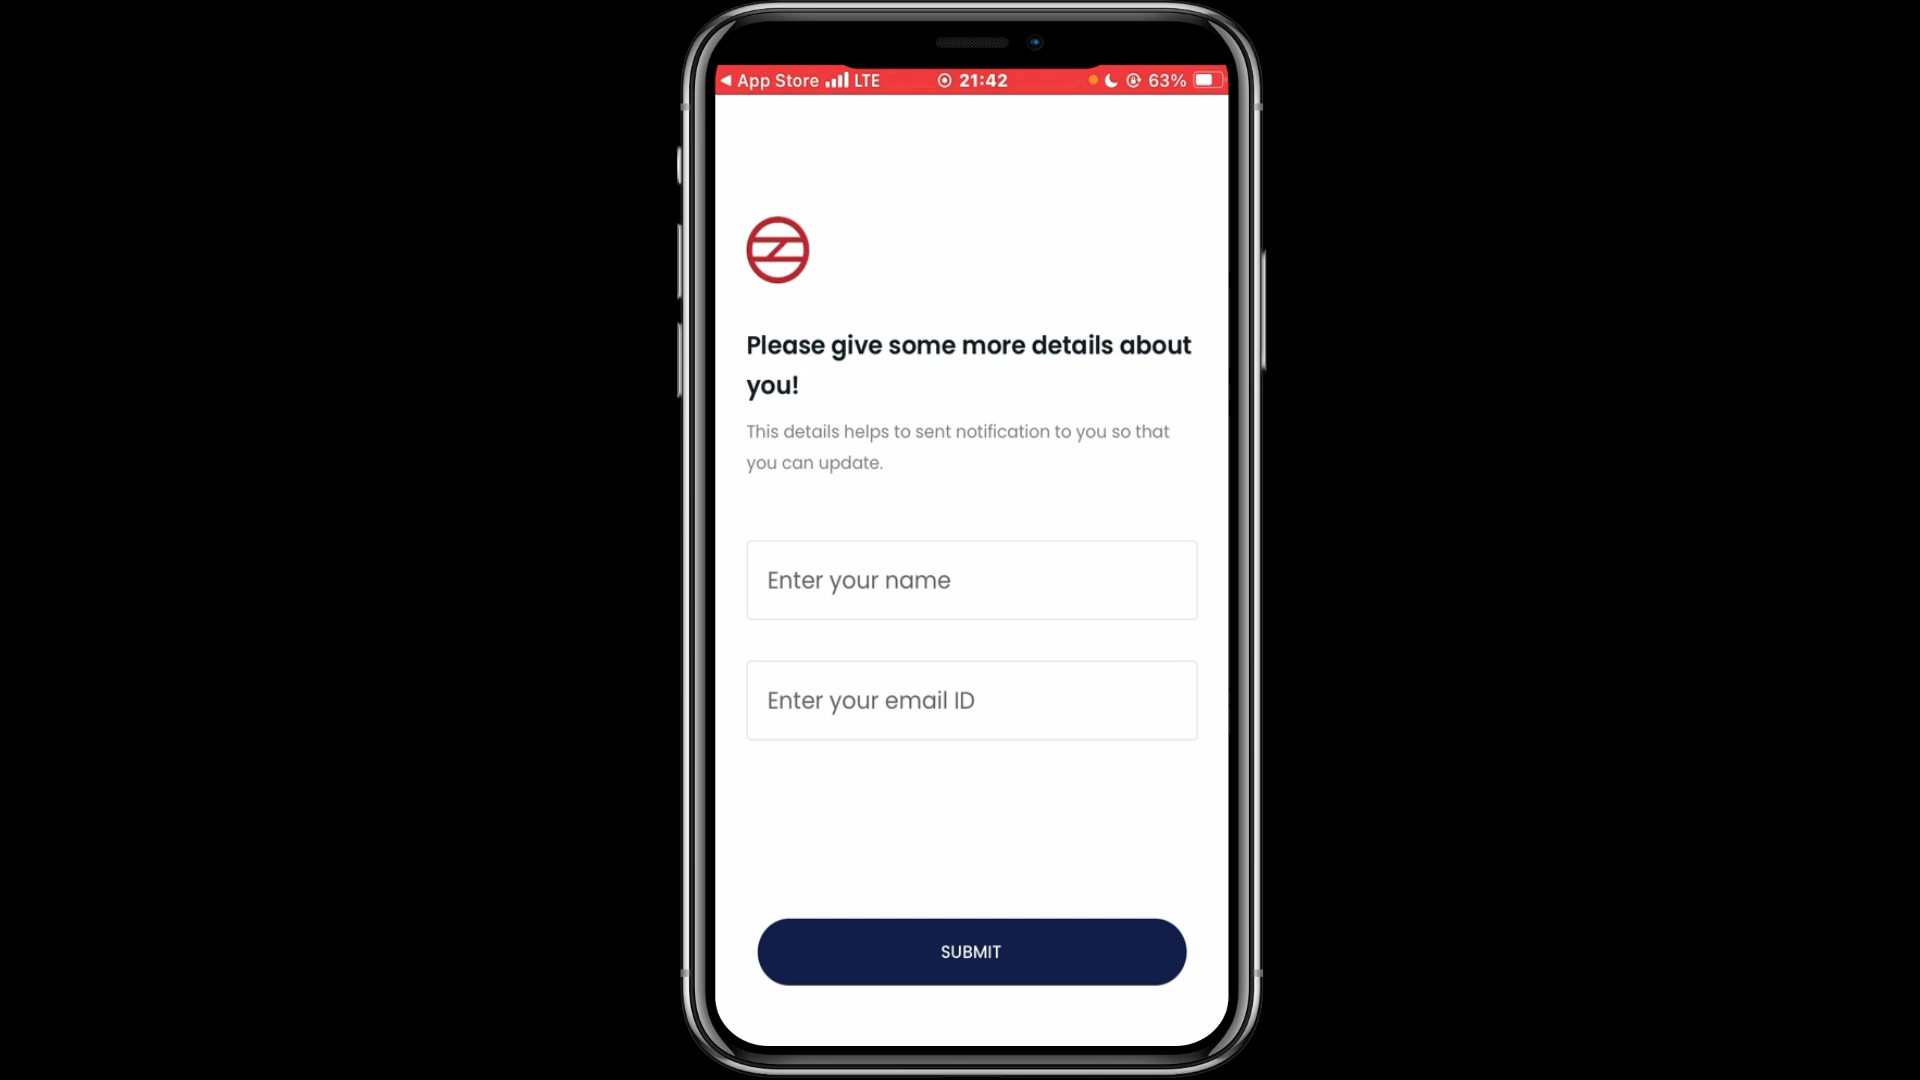 App Store LTE 21:42 63%
Please give some more details about
you!
This details helps to sent notification to you so that
you can update.
Enter your name
Enter your email ID
SUBMIT